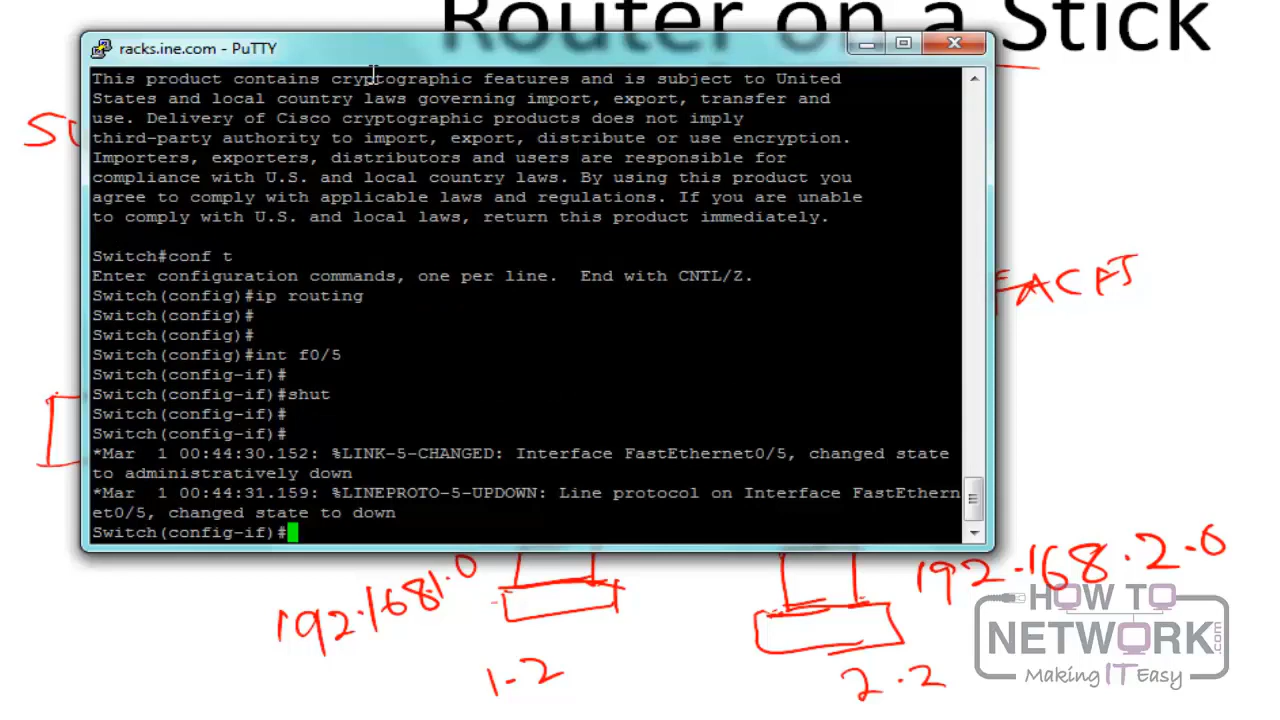 Router on a Stick
racks.ine.com - PuTTY
This product contains cryptographic features and is subject to United
States and local country laws governing import, export, transfer and
use. Delivery of Cisco cryptographic products does not imply
third-party authority to import, export, distribute or use encryption.
Importers, exporters, distributors and users are responsible for
compliance with U.S. and local country laws. By using this product you
agree to comply with applicable laws and regulations. If you are unable
to comply with U.S. and local laws, return this product immediately.
Switch#conf t
Enter configuration commands, one per line.  End with CNTL/Z.
Switch(config)#ip routing
Switch(config)#
Switch(config)#
Switch(config)#int f0/5
Switch(config-if)#
Switch(config-if)#shut
Switch(config-if)#
Switch(config-if)#
*Mar  1 00:44:30.152: %LINK-5-CHANGED: Interface FastEthernet0/5, changed state
to administratively down
*Mar  1 00:44:31.159: %LINEPROTO-5-UPDOWN: Line protocol on Interface FastEthern
et0/5, changed state to down
Switch(config-if)#
192.168.1.0
192.168.2.0
1.2
2.2
HOW TO
NETWORK.com
Making IT Easy